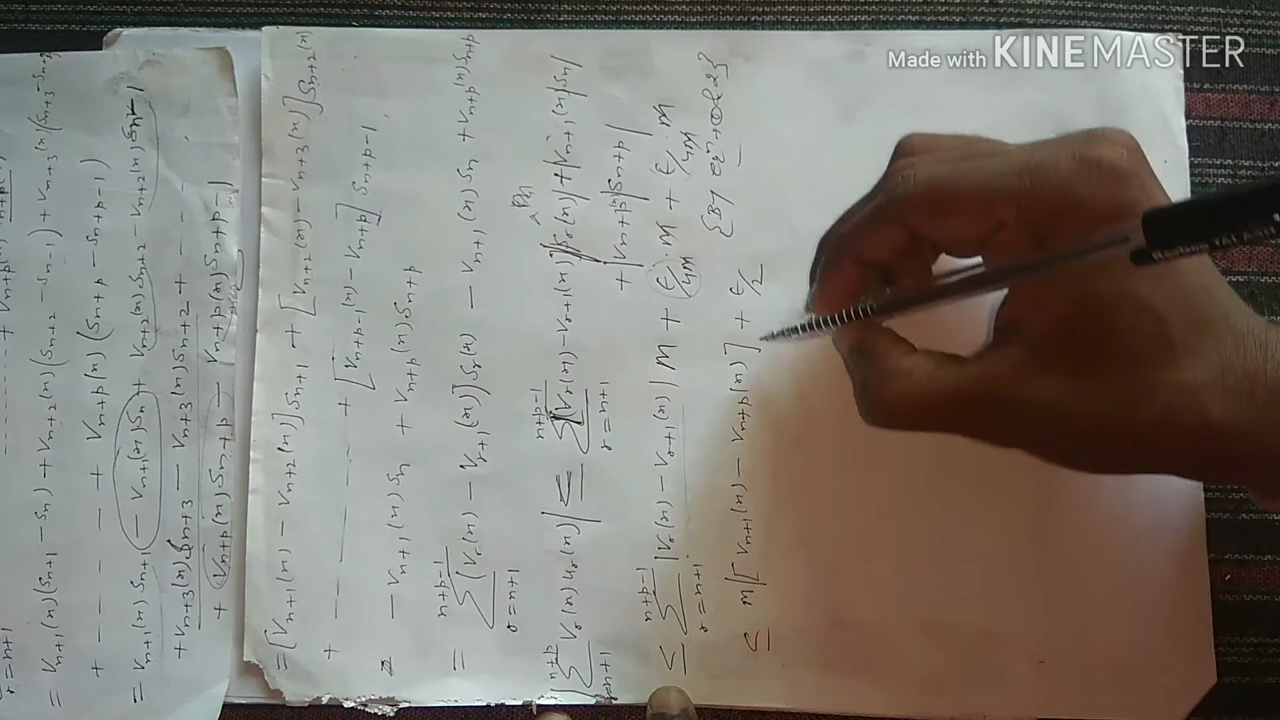 Made with KINEMASTER
r=n+1
= v_{n+1}(x)(s_{n+1} - s_n) + v_{n+2}(x)(s_{n+2} - s_{n-1}) + v_{n+3}(x)(s_{n+3} - s_{n+2}
+ - - - - + v_{n+p}(x)(s_{n+p} - s_{n+p-1})
= v_{n+1}(x)s_{n+1} - v_{n+1}(x)s_n + v_{n+2}(x)s_{n+2} - v_{n+2}(x)s_{n+1}
+ v_{n+3}(x)s_{n+3} - v_{n+3}(x)s_{n+2} + - - -
+ v_{n+p}(x)s_{n+p} - v_{n+p}(x)s_{n+p-1}
= [v_{n+1}(x) - v_{n+2}(x)]s_{n+1} + [v_{n+2}(x) - v_{n+3}(x)]s_{n+2}(x)
+ - - - - + [v_{n+p-1}(x) - v_{n+p}]s_{n+p-1}
- v_{n+1}(x)s_n + v_{n+p}(x)s_{n+p}
= \sum_{r=n+1}^{n+p-1} (v_r(x) - v_{r+1}(x))s_r(x) - v_{n+1}(x)s_n + v_{n+p}(x)s_{n+p}
|\sum_{r=n+1}^{n+p} v_r(x)u_r(x)| ≤ \sum_{r=n+1}^{n+p-1} |v_r(x) - v_{r+1}(x)||s_r(x)| + |v_{n+1}(x)|s_n|
+ |v_{n+p}|s_{n+p}|
≤ \sum_{r=n+1}^{n+p-1} |v_r(x) - v_{r+1}(x)| M + ε/4M . M + ε/4M M
≤ M|[v_{n+1}(x) - v_{n+p}(x)] + ε/2